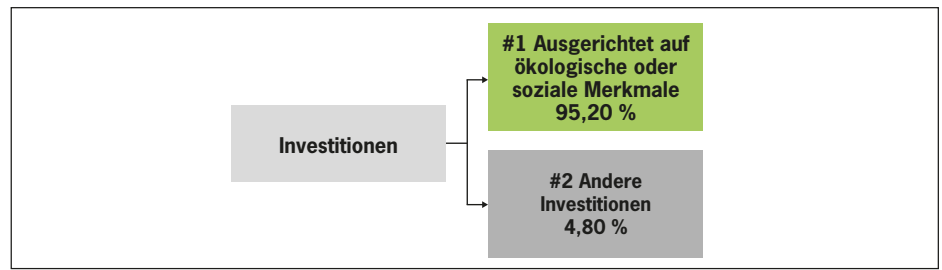 Investitionen
#1 Ausgerichtet auf
ökologische oder
soziale Merkmale
95,20 %
#2 Andere
Investitionen
4,80 %